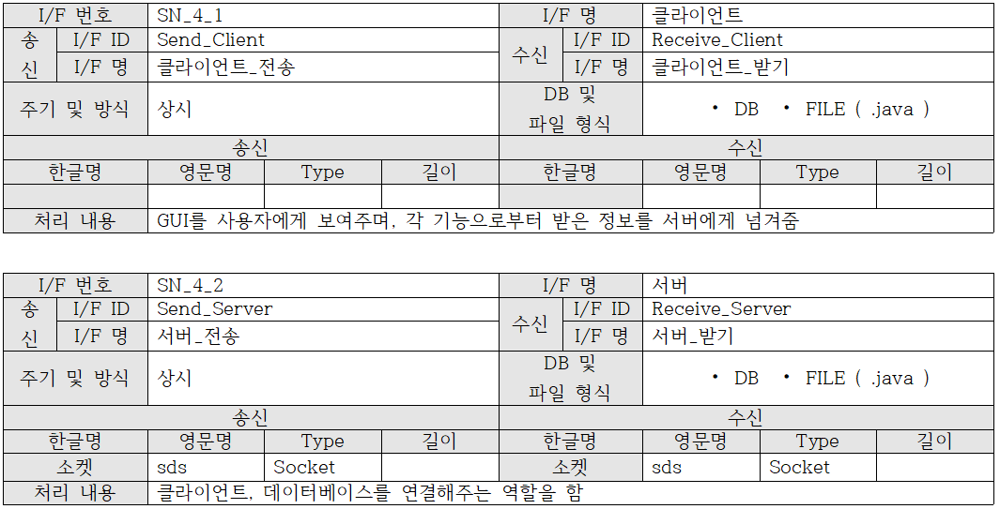 I/F 번호 SN_4_1 I/F 명 클라이언트
송신 I/F ID Send_Client 수신 I/F ID Receive_Client
I/F 명 클라이언트_전송 I/F 명 클라이언트_받기
주기 및 방식 상시 DB 및 파일 형식 • DB • FILE ( .java )
송신 수신
한글명 영문명 Type 길이 한글명 영문명 Type 길이
처리 내용 GUI를 사용자에게 보여주며, 각 기능으로부터 받은 정보를 서버에게 넘겨줌
I/F 번호 SN_4_2 I/F 명 서버
송신 I/F ID Send_Server 수신 I/F ID Receive_Server
I/F 명 서버_전송 I/F 명 서버_받기
주기 및 방식 상시 DB 및 파일 형식 • DB • FILE ( .java )
송신 수신
한글명 영문명 Type 길이 한글명 영문명 Type 길이
소켓 sds Socket 소켓 sds Socket
처리 내용 클라이언트, 데이터베이스를 연결해주는 역할을 함